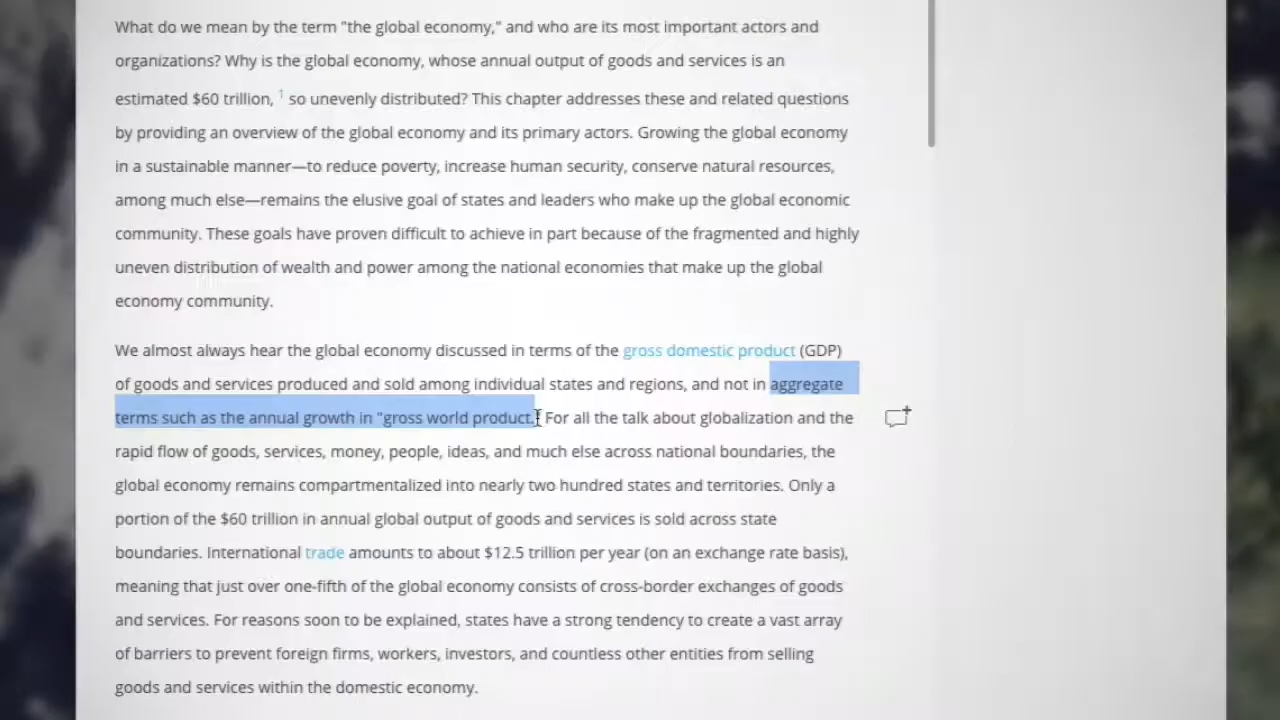 What do we mean by the term "the global economy," and who are its most important actors and
organizations? Why is the global economy, whose annual output of goods and services is an
estimated $60 trillion, 1 so unevenly distributed? This chapter addresses these and related questions
by providing an overview of the global economy and its primary actors. Growing the global economy
in a sustainable manner—to reduce poverty, increase human security, conserve natural resources,
among much else—remains the elusive goal of states and leaders who make up the global economic
community. These goals have proven difficult to achieve in part because of the fragmented and highly
uneven distribution of wealth and power among the national economies that make up the global
economy community.
We almost always hear the global economy discussed in terms of the gross domestic product (GDP)
of goods and services produced and sold among individual states and regions, and not in aggregate
terms such as the annual growth in "gross world product." For all the talk about globalization and the
rapid flow of goods, services, money, people, ideas, and much else across national boundaries, the
global economy remains compartmentalized into nearly two hundred states and territories. Only a
portion of the $60 trillion in annual global output of goods and services is sold across state
boundaries. International trade amounts to about $12.5 trillion per year (on an exchange rate basis),
meaning that just over one-fifth of the global economy consists of cross-border exchanges of goods
and services. For reasons soon to be explained, states have a strong tendency to create a vast array
of barriers to prevent foreign firms, workers, investors, and countless other entities from selling
goods and services within the domestic economy.